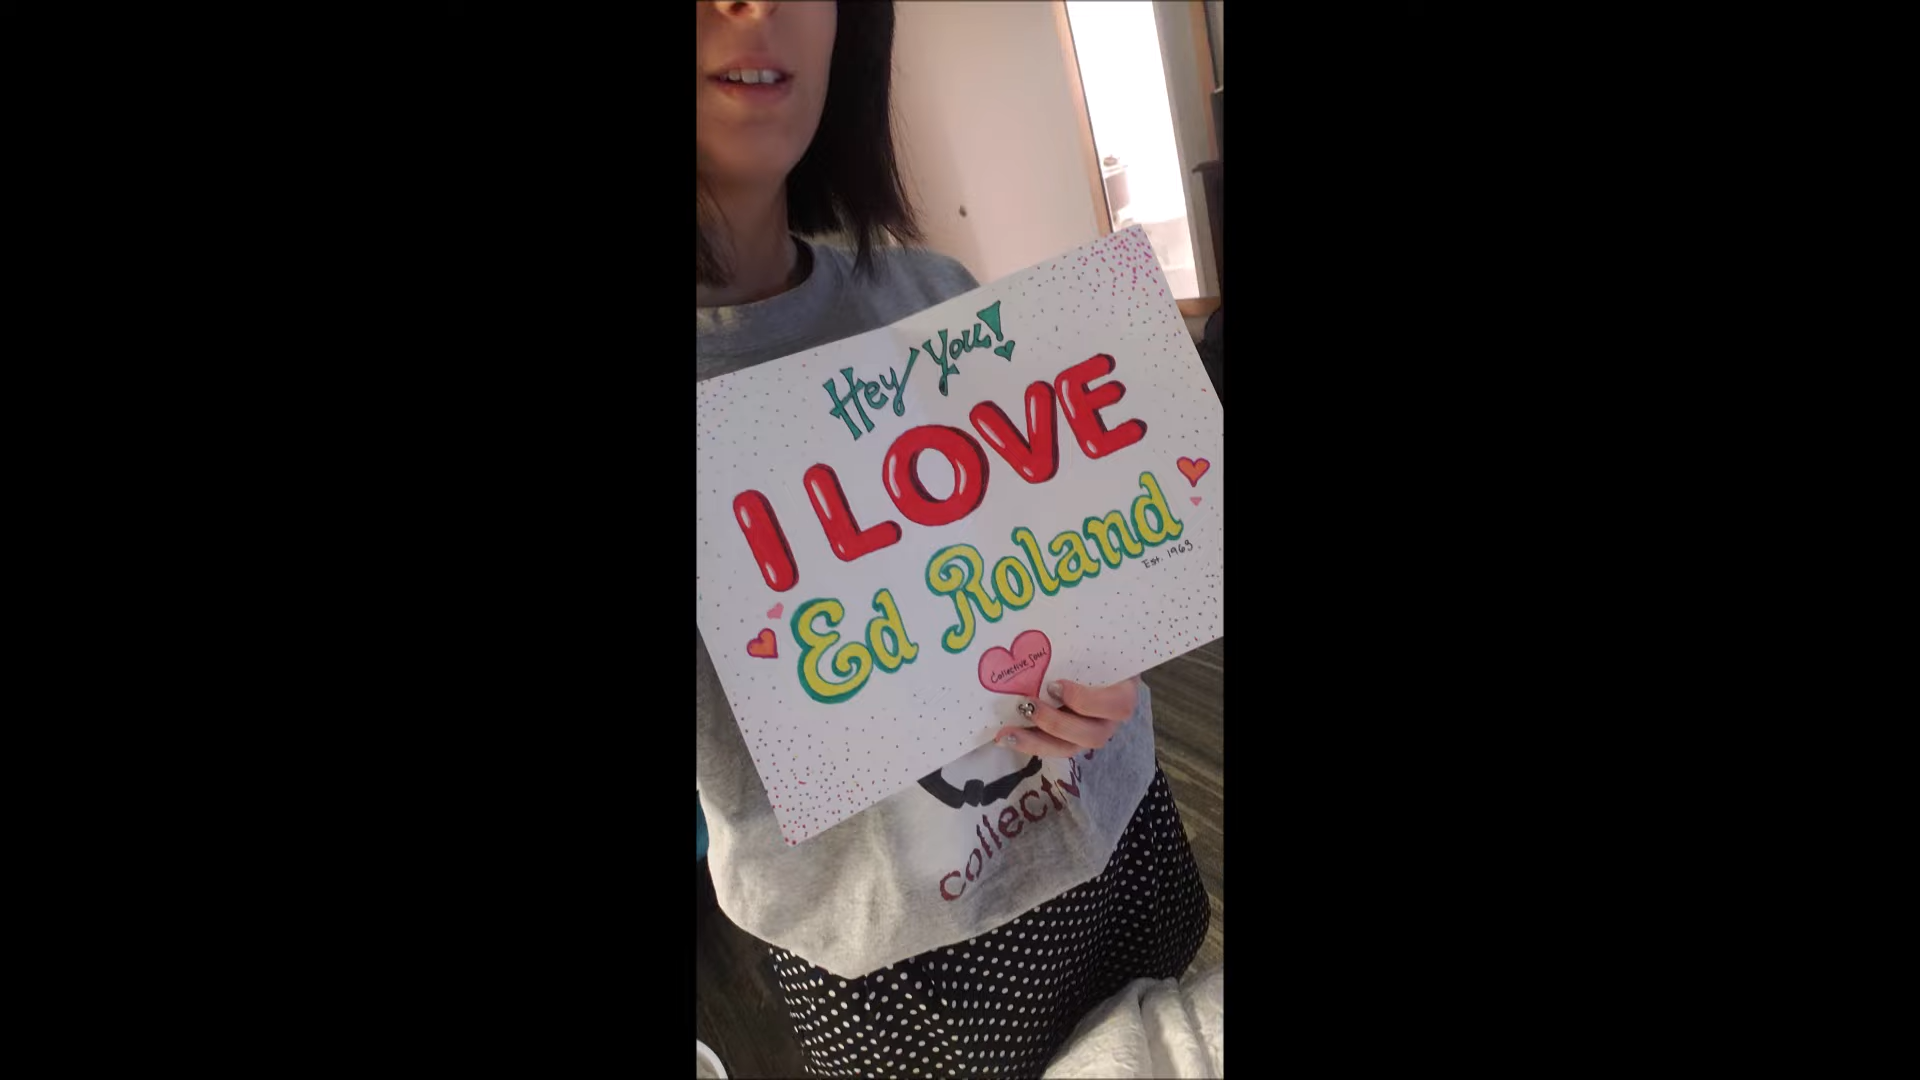 Hey You!
I LOVE
Ed Roland
Est. 1963
Collective Soul
collective